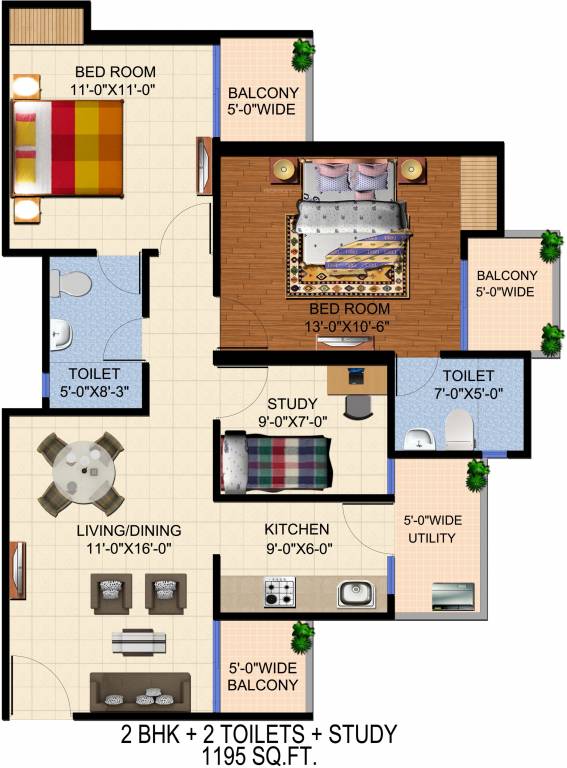 BED ROOM
11'-0"X11'-0"
BALCONY
5'-0"WIDE
BALCONY
5'-0"WIDE
BED ROOM
13'-0"X10'-6"
TOILET
5'-0"X8'-3"
TOILET
7'-0"X5'-0"
STUDY
9'-0"X7'-0"
LIVING/DINING
11'-0"X16'-0"
KITCHEN
9'-0"X6-0"
5'-0"WIDE
UTILITY
5'-0"WIDE
BALCONY
2 BHK + 2 TOILETS + STUDY
1195 SQ.FT.